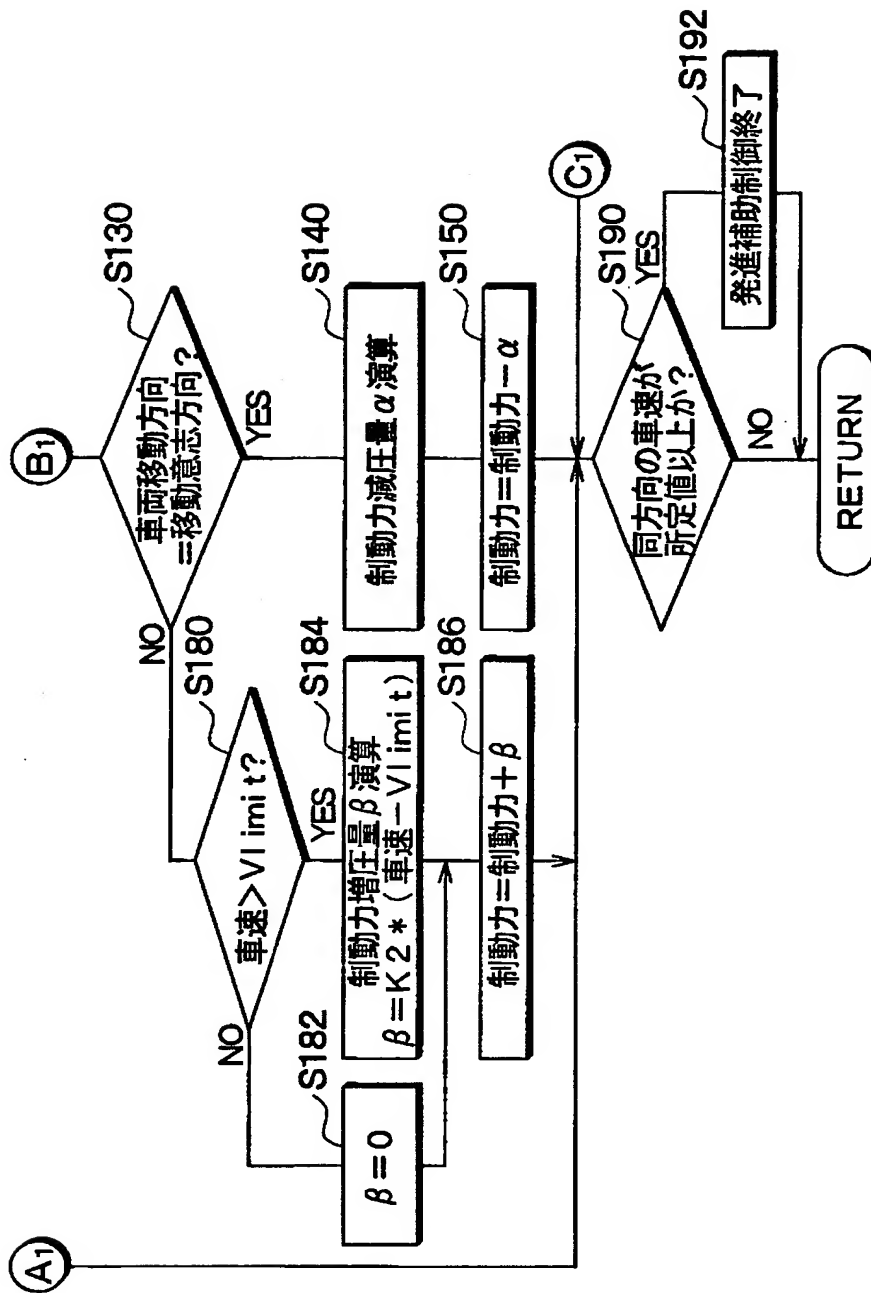 A1
B1
S130
車両移動方向
=移動意志方向?
NO
YES
S180
車速>Vlimit?
NO
YES
S182
β=0
S184
制動力増圧量β演算
β=K2*(車速-Vlimit)
S140
制動力減圧量α演算
S186
制動力=制動力+β
S150
制動力=制動力-α
C1
S190
同方向の車速が
所定値以上か?
YES
NO
S192
発進補助制御終了
RETURN